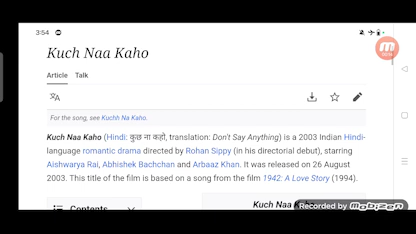 3:54
Kuch Naa Kaho
Article Talk
For the song, see Kuchh Na Kaho.
Kuch Naa Kaho (Hindi: कुछ ना कहो, translation: Don't Say Anything) is a 2003 Indian Hindi-
language romantic drama directed by Rohan Sippy (in his directorial debut), starring
Aishwarya Rai, Abhishek Bachchan and Arbaaz Khan. It was released on 26 August
2003. This title of the film is based on a song from the film 1942: A Love Story (1994).
Contents
Kuch Naa
Recorded by MOBIZEN